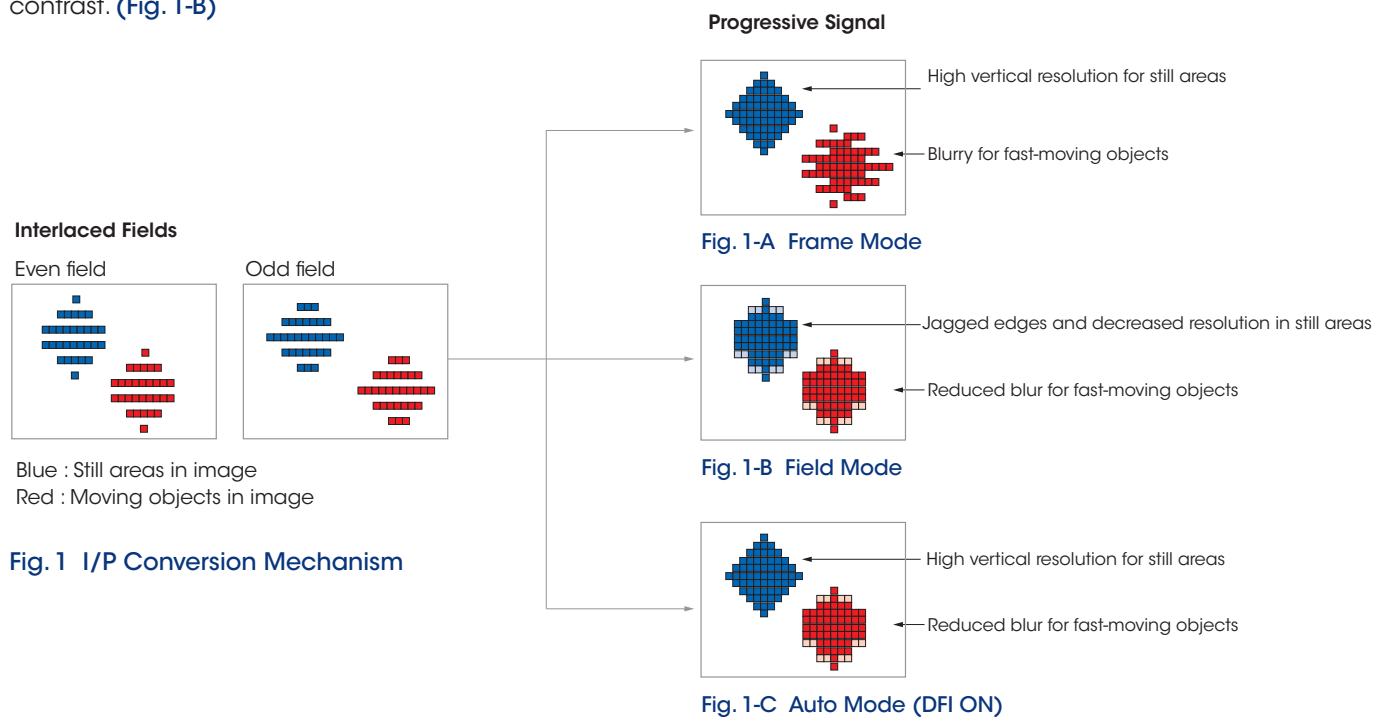 contrast. (Fig. 1-B)
Progressive Signal
High vertical resolution for still areas
Blurry for fast-moving objects
Fig. 1-A Frame Mode
Interlaced Fields
Even field
Odd field
Blue : Still areas in image
Red : Moving objects in image
Fig. 1 I/P Conversion Mechanism
Jagged edges and decreased resolution in still areas
Reduced blur for fast-moving objects
Fig. 1-B Field Mode
High vertical resolution for still areas
Reduced blur for fast-moving objects
Fig. 1-C Auto Mode (DFI ON)